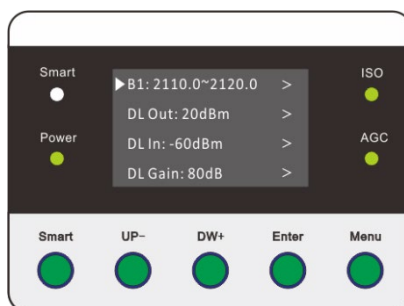 Smart
ISO
▶B1: 2110.0~2120.0 >
DL Out: 20dBm >
Power
AGC
DL In: -60dBm >
DL Gain: 80dB >
Smart UP- DW+ Enter Menu